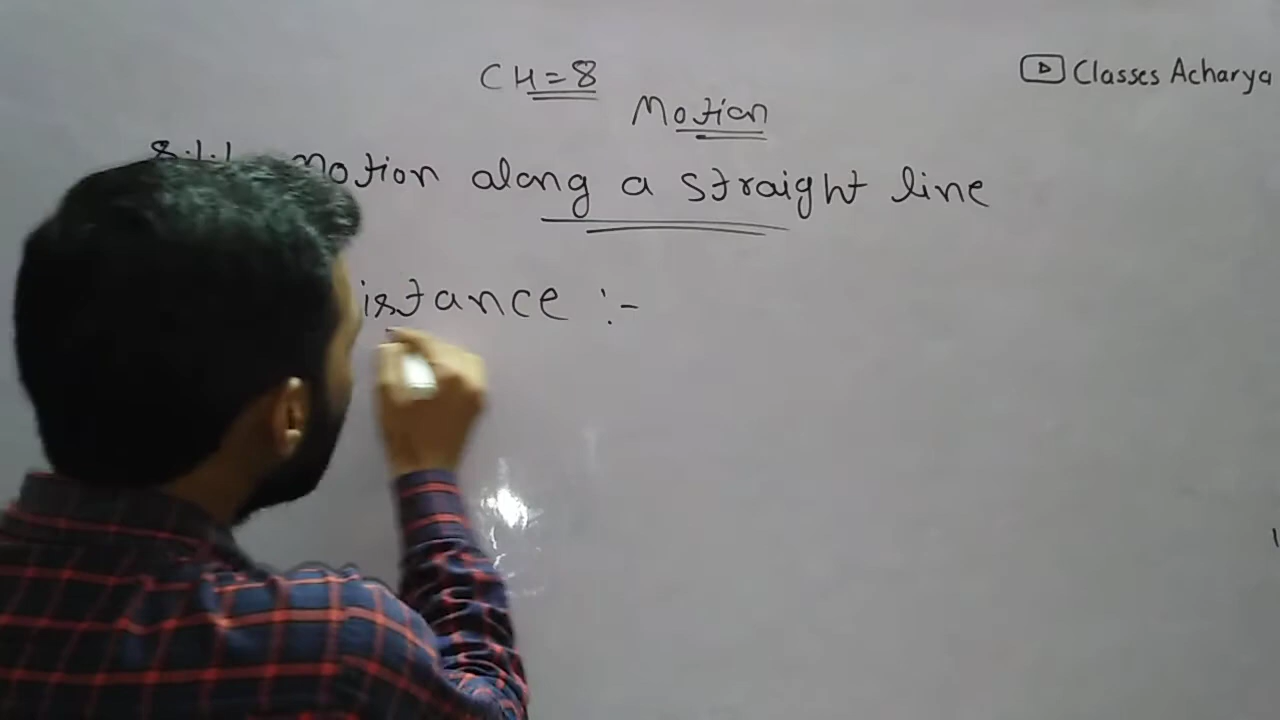 CH=8
Classes Acharya
Motion
8.1.1 Motion along a straight line
istance :-